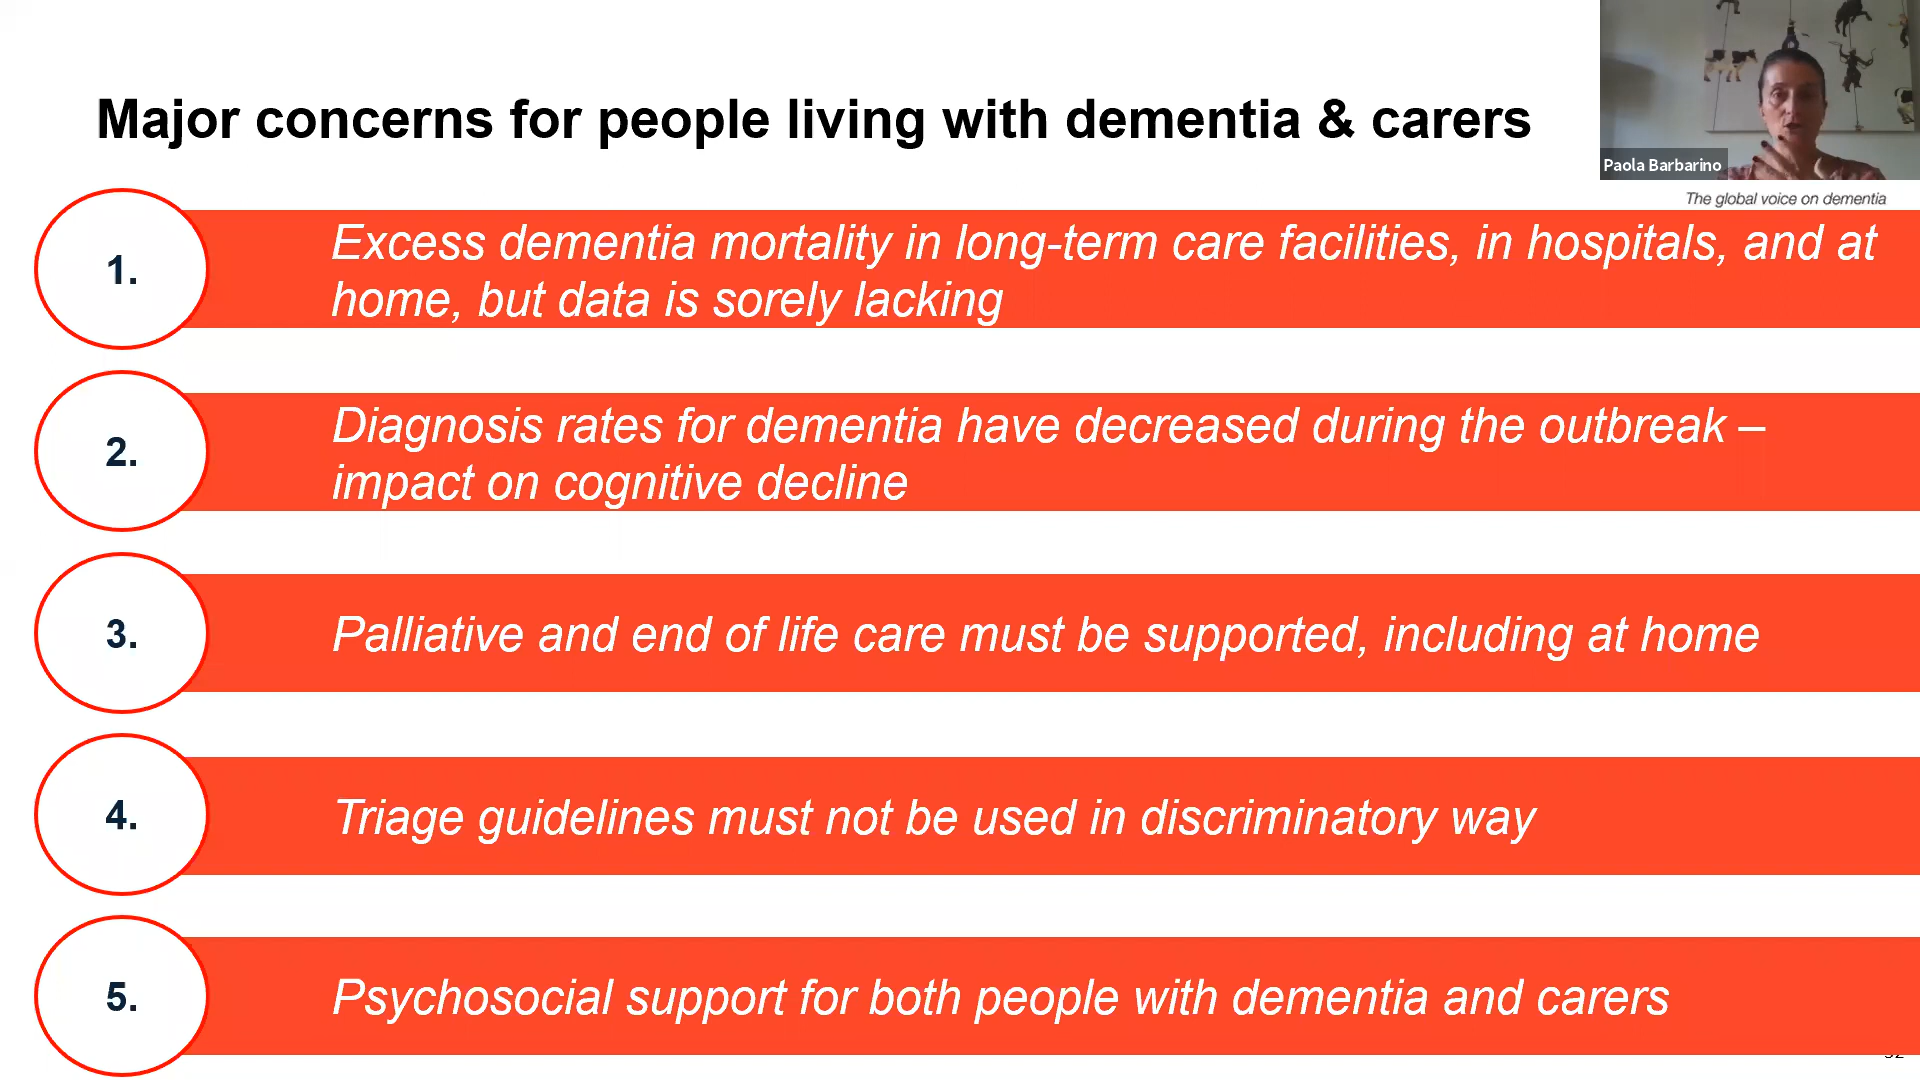 Major concerns for people living with dementia & carers
Paola Barbarino
The global voice on dementia
1.
Excess dementia mortality in long-term care facilities, in hospitals, and at
home, but data is sorely lacking
2.
Diagnosis rates for dementia have decreased during the outbreak –
impact on cognitive decline
3.
Palliative and end of life care must be supported, including at home
4.
Triage guidelines must not be used in discriminatory way
5.
Psychosocial support for both people with dementia and carers